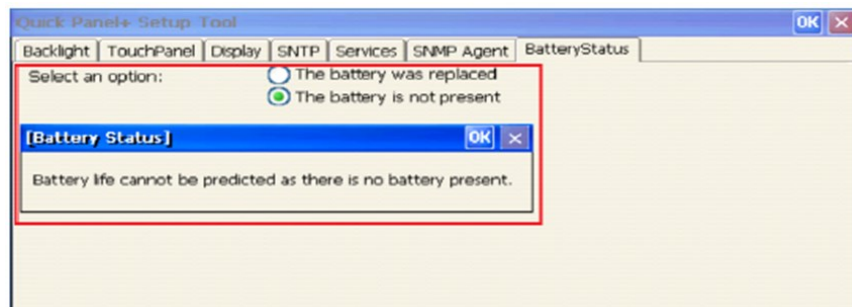 Quick Panel+ Setup Tool OK
Backlight TouchPanel Display SNTP Services SNMP Agent BatteryStatus
Select an option: The battery was replaced
The battery is not present
[Battery Status] OK
Battery life cannot be predicted as there is no battery present.